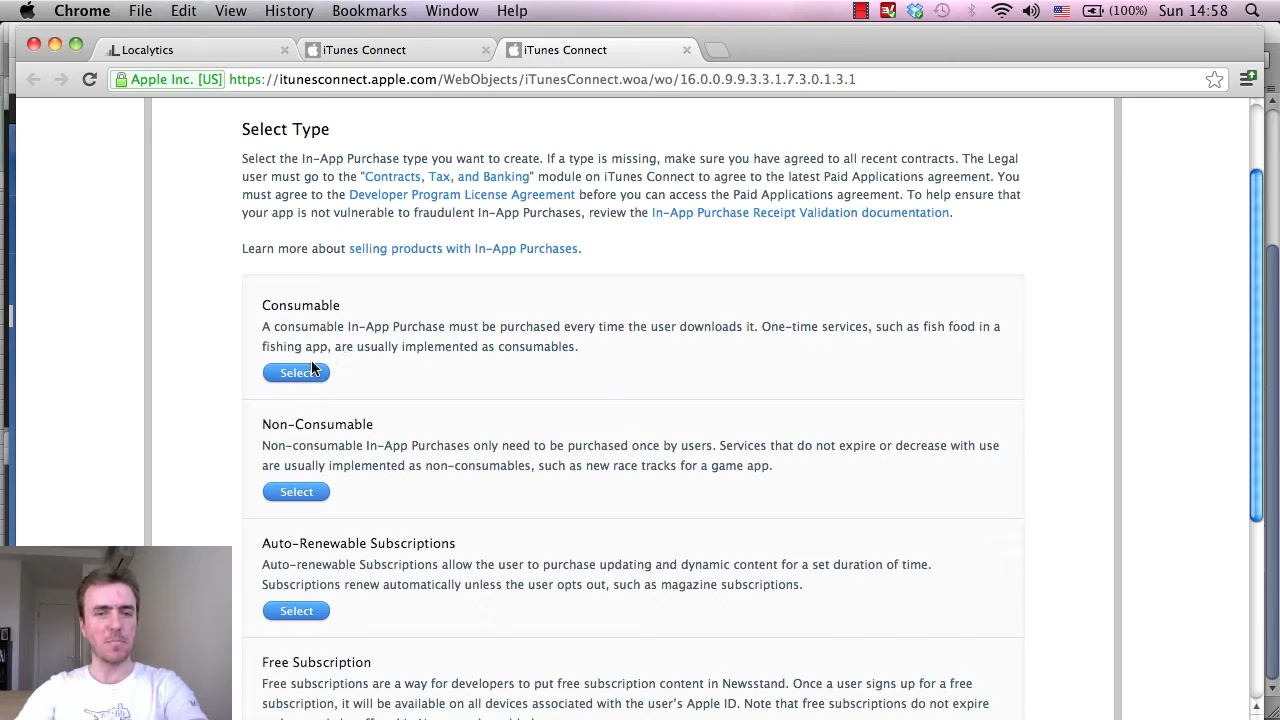 Chrome File Edit View History Bookmarks Window Help (100%) Sun 14:58
Localytics iTunes Connect iTunes Connect
Apple Inc. [US] https://itunesconnect.apple.com/WebObjects/iTunesConnect.woa/wo/16.0.0.9.9.3.3.1.7.3.0.1.3.1
Select Type
Select the In-App Purchase type you want to create. If a type is missing, make sure you have agreed to all recent contracts. The Legal
user must go to the "Contracts, Tax, and Banking" module on iTunes Connect to agree to the latest Paid Applications agreement. You
must agree to the Developer Program License Agreement before you can access the Paid Applications agreement. To help ensure that
your app is not vulnerable to fraudulent In-App Purchases, review the In-App Purchase Receipt Validation documentation.
Learn more about selling products with In-App Purchases.
Consumable
A consumable In-App Purchase must be purchased every time the user downloads it. One-time services, such as fish food in a
fishing app, are usually implemented as consumables.
Select
Non-Consumable
Non-consumable In-App Purchases only need to be purchased once by users. Services that do not expire or decrease with use
are usually implemented as non-consumables, such as new race tracks for a game app.
Select
Auto-Renewable Subscriptions
Auto-renewable Subscriptions allow the user to purchase updating and dynamic content for a set duration of time.
Subscriptions renew automatically unless the user opts out, such as magazine subscriptions.
Select
Free Subscription
Free subscriptions are a way for developers to put free subscription content in Newsstand. Once a user signs up for a free
subscription, it will be available on all devices associated with the user's Apple ID. Note that free subscriptions do not expire